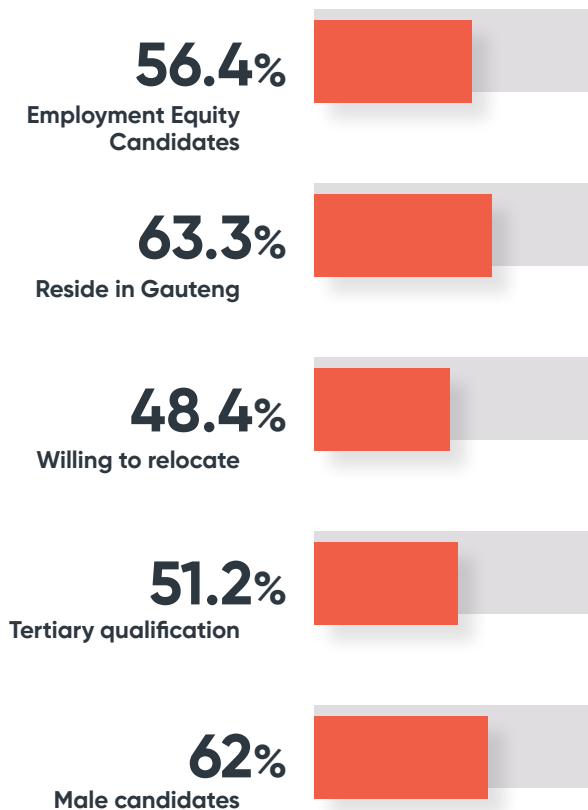 56.4%
Employment Equity
Candidates
63.3%
Reside in Gauteng
48.4%
Willing to relocate
51.2%
Tertiary qualification
62%
Male candidates